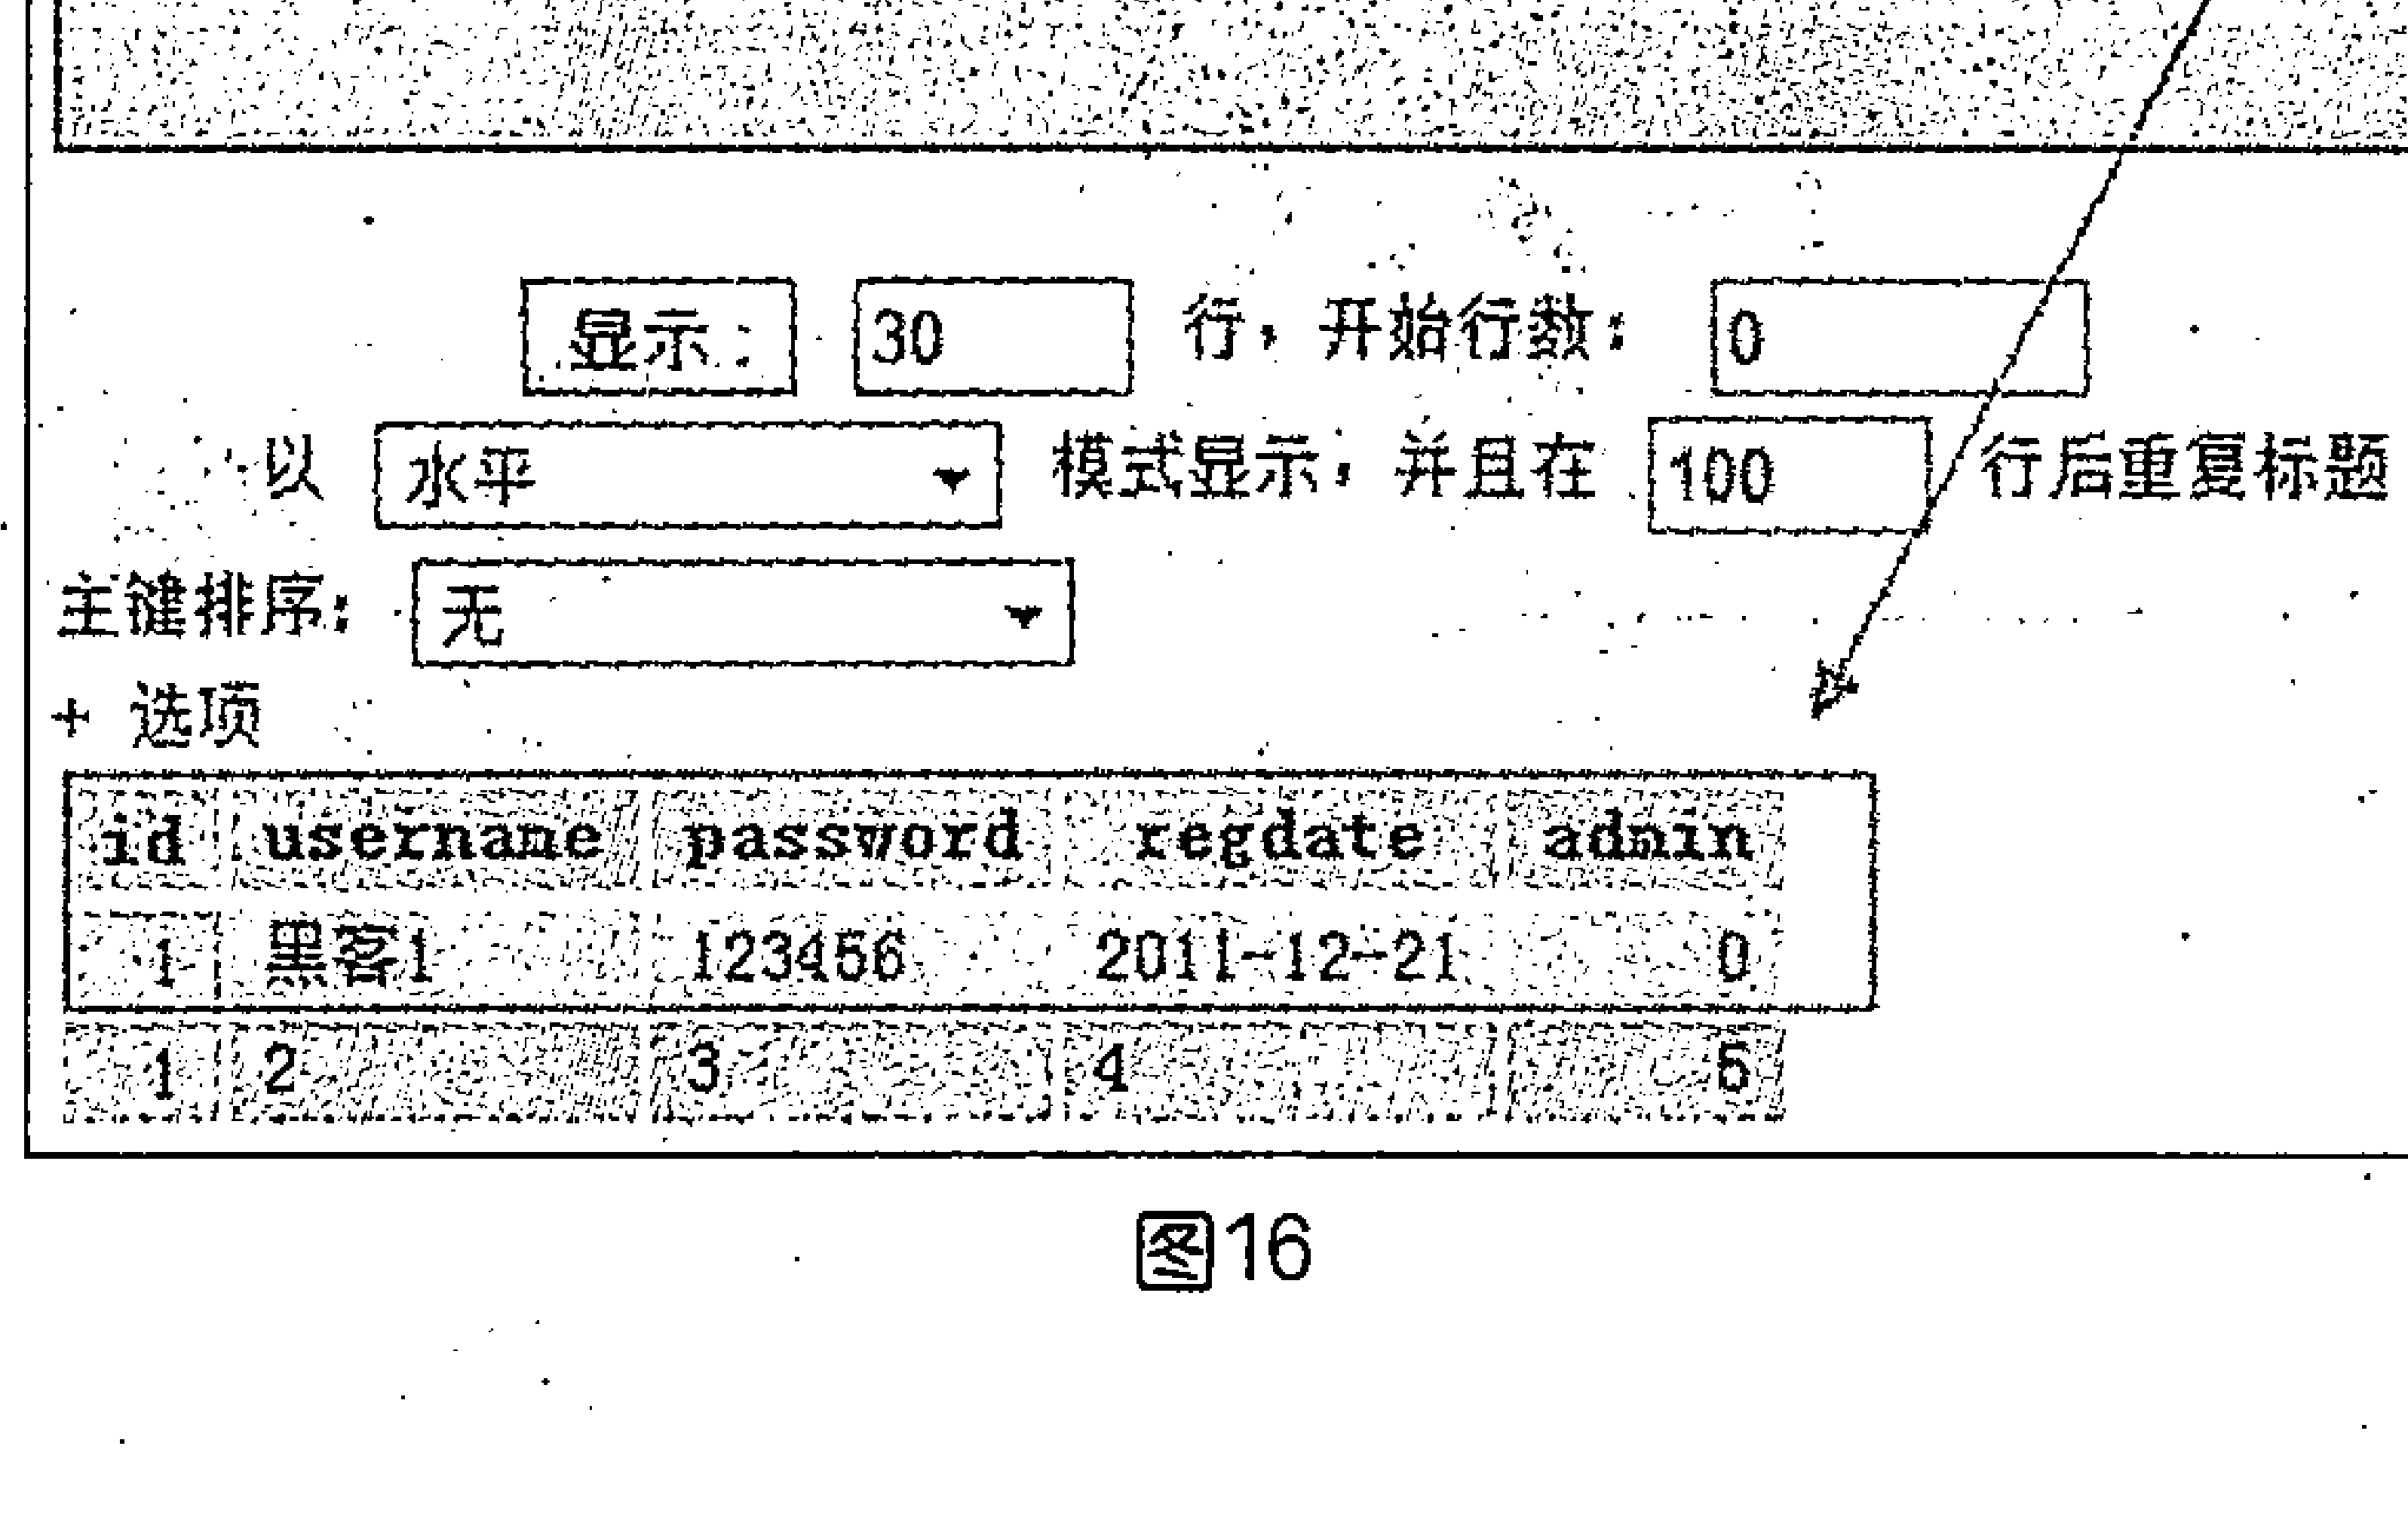 显示： 30 行，开始行数： 0
以 水平 模式显示，并且在 100 行后重复标题
主键排序： 无
+ 选项
id username password regdate admin
1 黑客1 123456 2011-12-21 0
1 2 3 4 5
图16